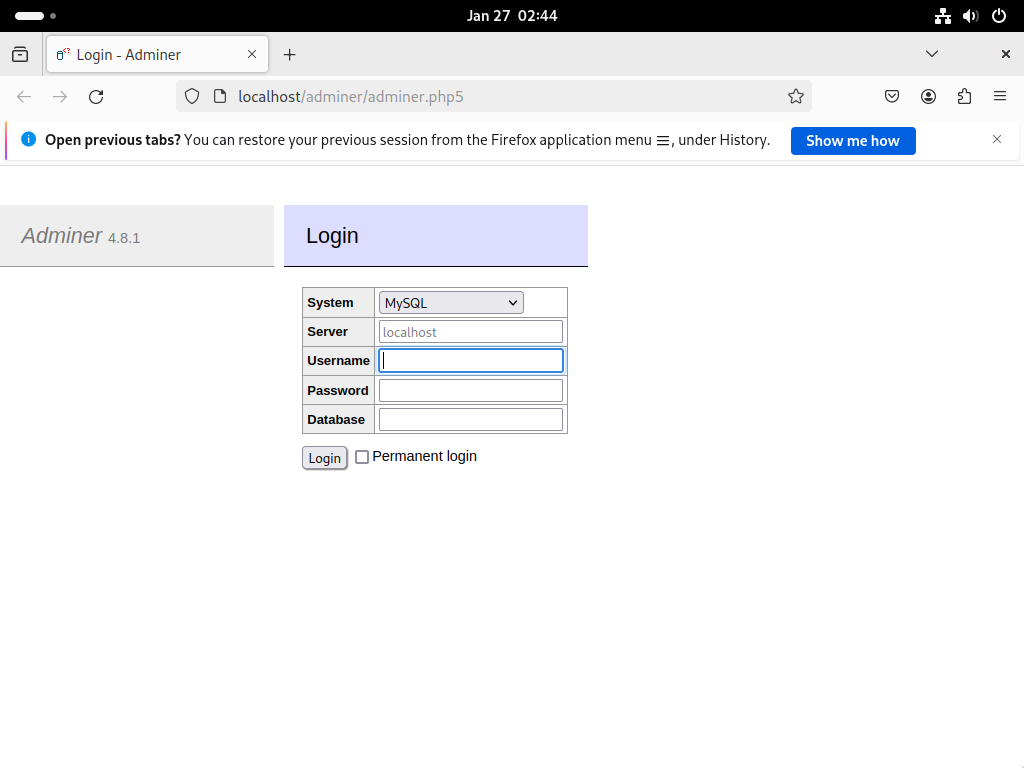 Jan 27 02:44
Login - Adminer
localhost/adminer/adminer.php5
Open previous tabs? You can restore your previous session from the Firefox application menu ☰, under History.
Show me how
Adminer 4.8.1
Login
System MySQL
Server localhost
Username
Password
Database
Login Permanent login